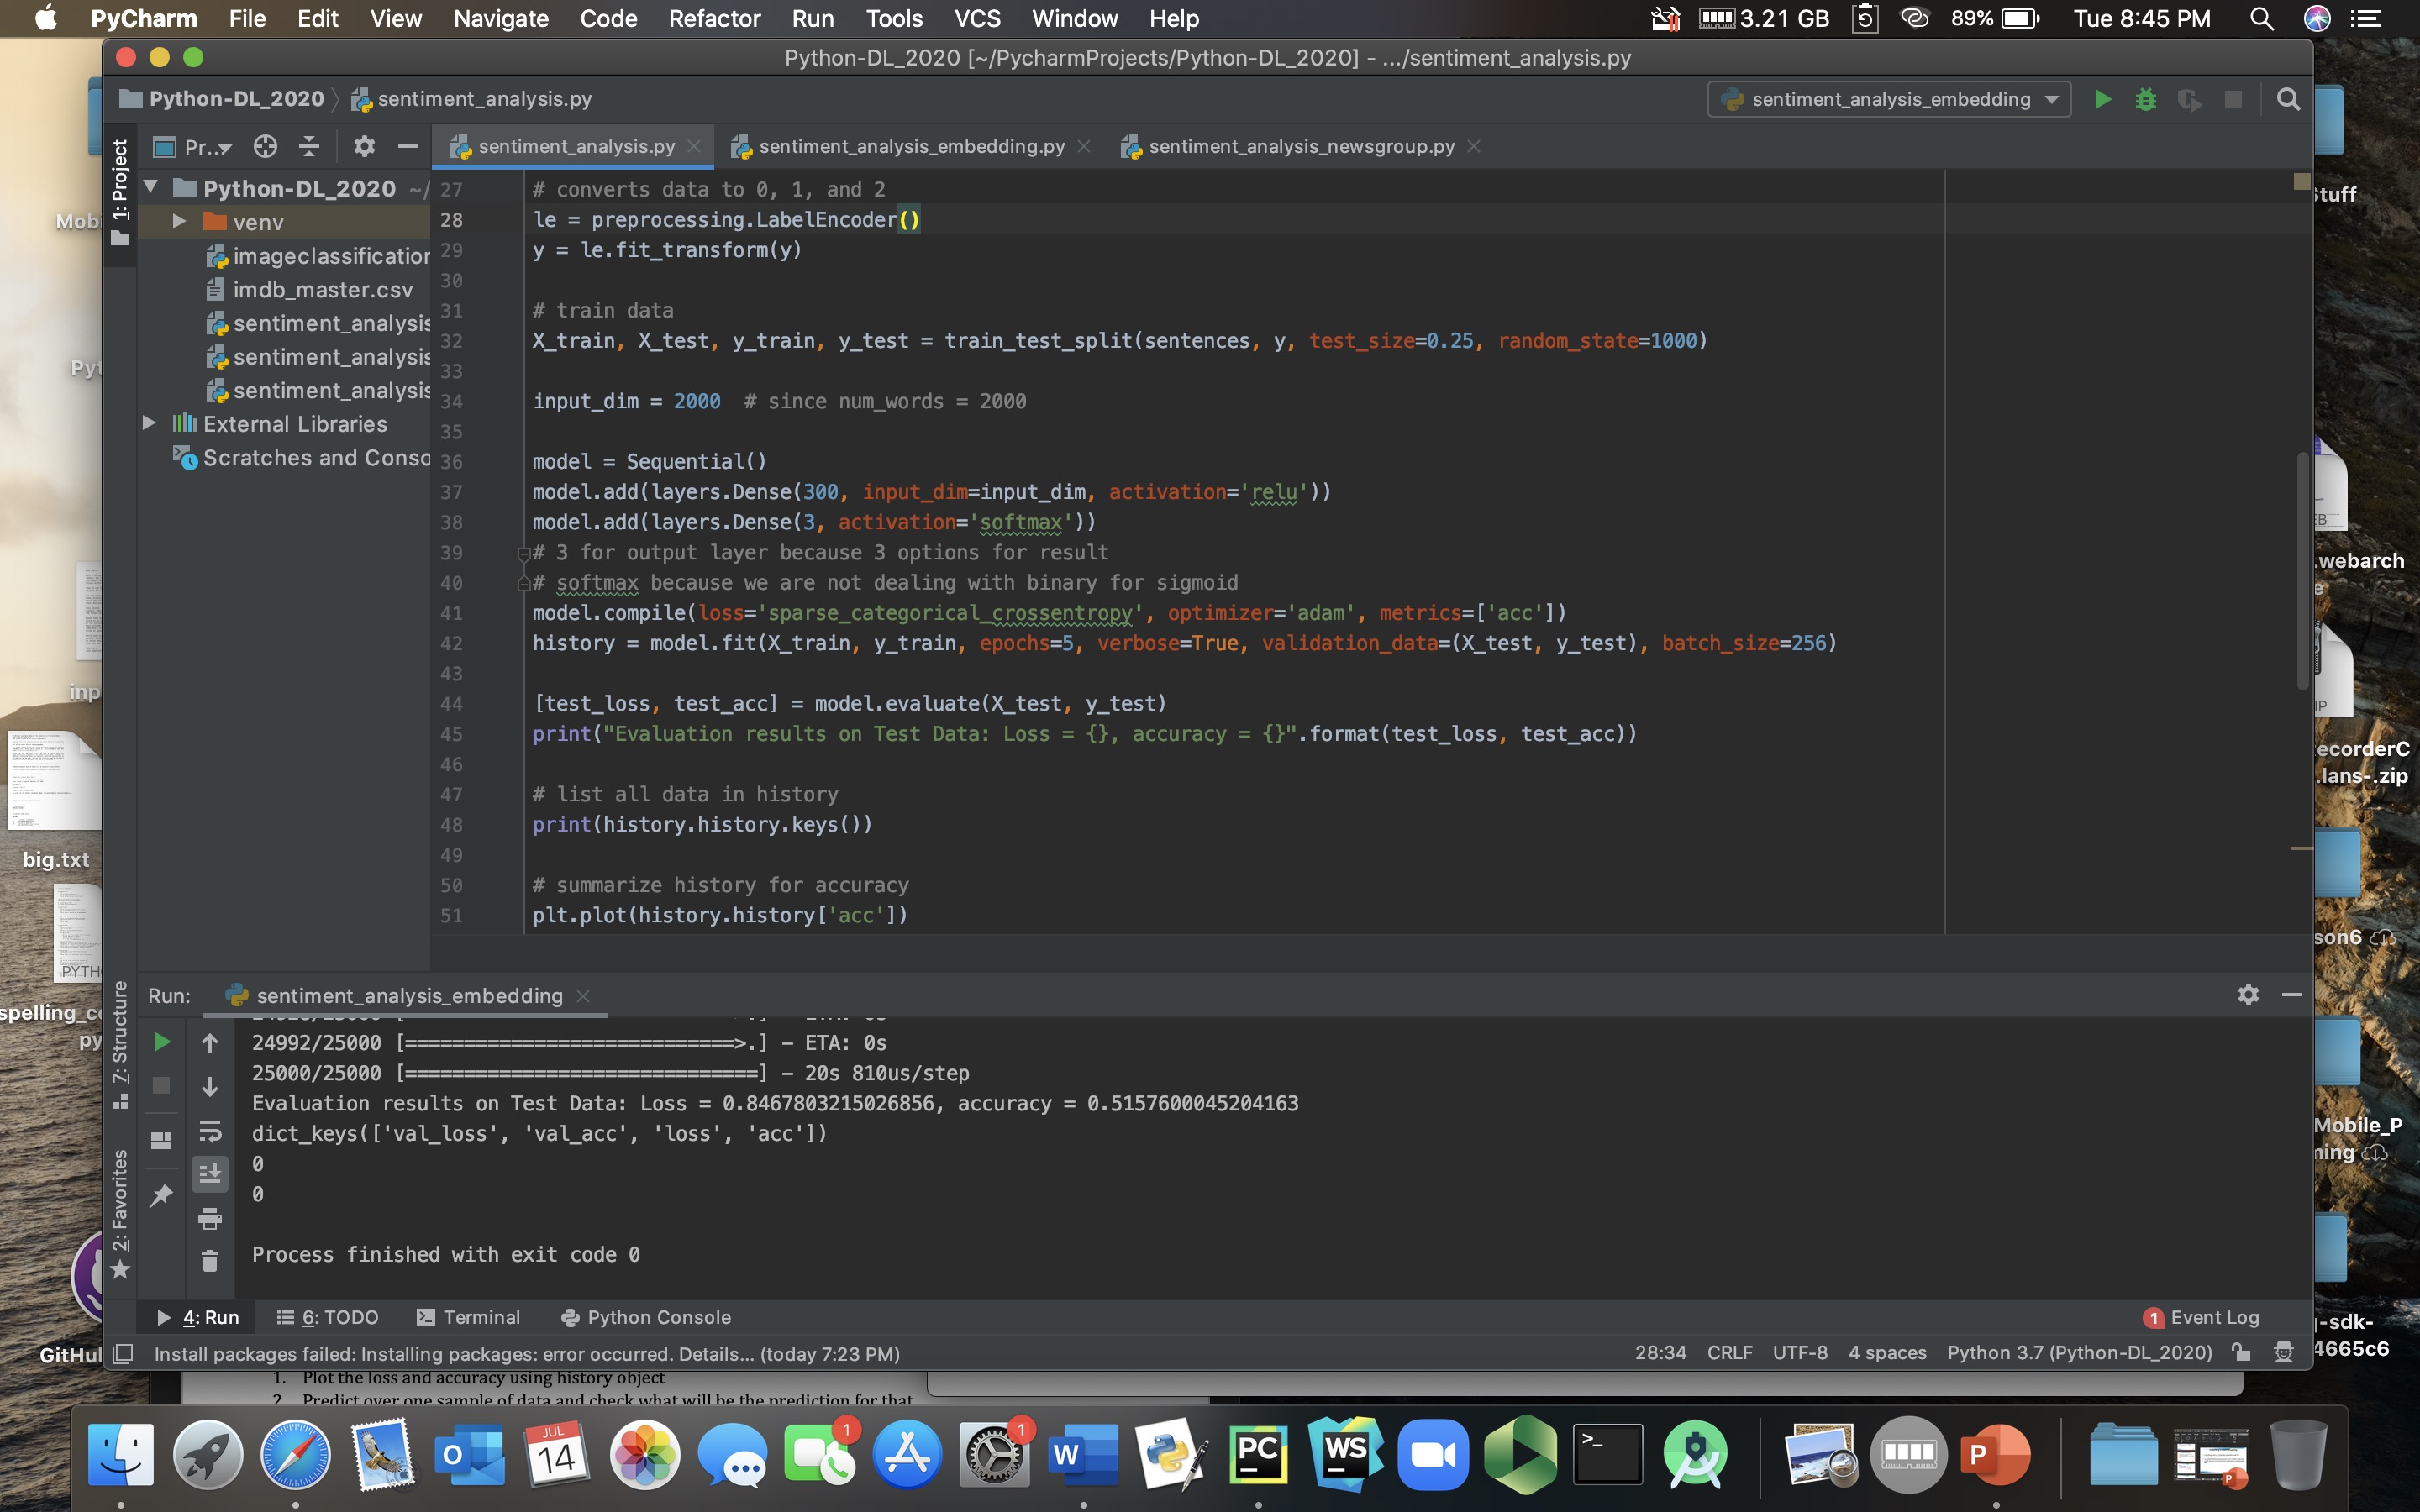 PyCharm File Edit View Navigate Code Refactor Run Tools VCS Window Help 3.21 GB 89% Tue 8:45 PM
Python-DL_2020 [~/PycharmProjects/Python-DL_2020] - .../sentiment_analysis.py
Python-DL_2020 sentiment_analysis.py sentiment_analysis_embedding
1: Project Pr.. sentiment_analysis.py sentiment_analysis_embedding.py sentiment_analysis_newsgroup.py
Python-DL_2020 ~/
venv
imageclassification
imdb_master.csv
sentiment_analysis
sentiment_analysis
sentiment_analysis
External Libraries
Scratches and Conso
27 # converts data to 0, 1, and 2
28 le = preprocessing.LabelEncoder()
29 y = le.fit_transform(y)
30
31 # train data
32 X_train, X_test, y_train, y_test = train_test_split(sentences, y, test_size=0.25, random_state=1000)
33
34 input_dim = 2000  # since num_words = 2000
35
36 model = Sequential()
37 model.add(layers.Dense(300, input_dim=input_dim, activation='relu'))
38 model.add(layers.Dense(3, activation='softmax'))
39 # 3 for output layer because 3 options for result
40 # softmax because we are not dealing with binary for sigmoid
41 model.compile(loss='sparse_categorical_crossentropy', optimizer='adam', metrics=['acc'])
42 history = model.fit(X_train, y_train, epochs=5, verbose=True, validation_data=(X_test, y_test), batch_size=256)
43
44 [test_loss, test_acc] = model.evaluate(X_test, y_test)
45 print("Evaluation results on Test Data: Loss = {}, accuracy = {}".format(test_loss, test_acc))
46
47 # list all data in history
48 print(history.history.keys())
49
50 # summarize history for accuracy
51 plt.plot(history.history['acc'])
Run: sentiment_analysis_embedding
24992/25000 [============================>.] - ETA: 0s
25000/25000 [==============================] - 20s 810us/step
Evaluation results on Test Data: Loss = 0.8467803215026856, accuracy = 0.5157600045204163
dict_keys(['val_loss', 'val_acc', 'loss', 'acc'])
0
0
Process finished with exit code 0
Z: Structure
2: Favorites
4: Run 6: TODO Terminal Python Console 1 Event Log
Install packages failed: Installing packages: error occurred. Details... (today 7:23 PM) 28:34 CRLF UTF-8 4 spaces Python 3.7 (Python-DL_2020)
1. Plot the loss and accuracy using history object
2. Predict over one sample of data and check what will be the prediction for that
Mob
Pyt
inp
big.txt
PYTH
spelling_c
py
GitHu
Stuff
.webarch
e
ecorderC
.lans-.zip
son6
Mobile_P
ning
-sdk-
4665c6
JUL
14
1
1
O
W
PC
WS
>_
P